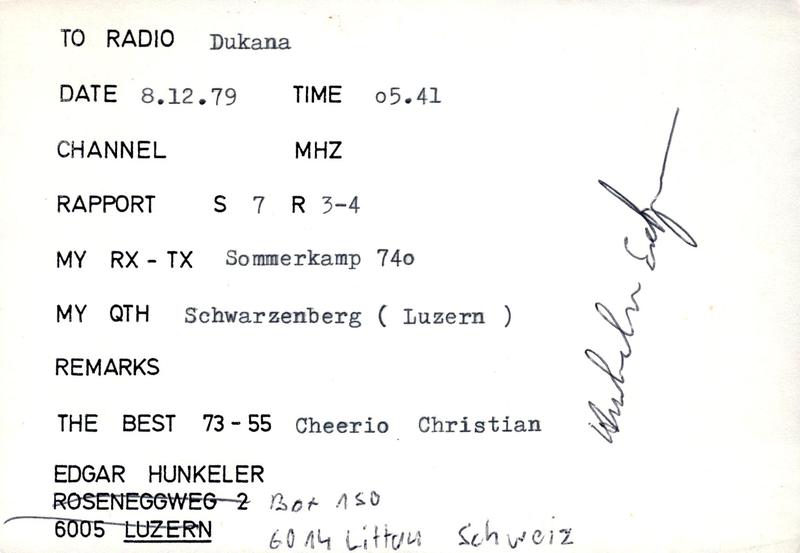 TO RADIO Dukana
DATE 8.12.79 TIME o5.41
CHANNEL MHZ
RAPPORT S 7 R 3-4
MY RX - TX Sommerkamp 74o
MY QTH Schwarzenberg ( Luzern )
REMARKS
THE BEST 73 - 55 Cheerio Christian
EDGAR HUNKELER
ROSENEGGWEG 2 Box 150
6005 LUZERN 6014 Littau Schweiz